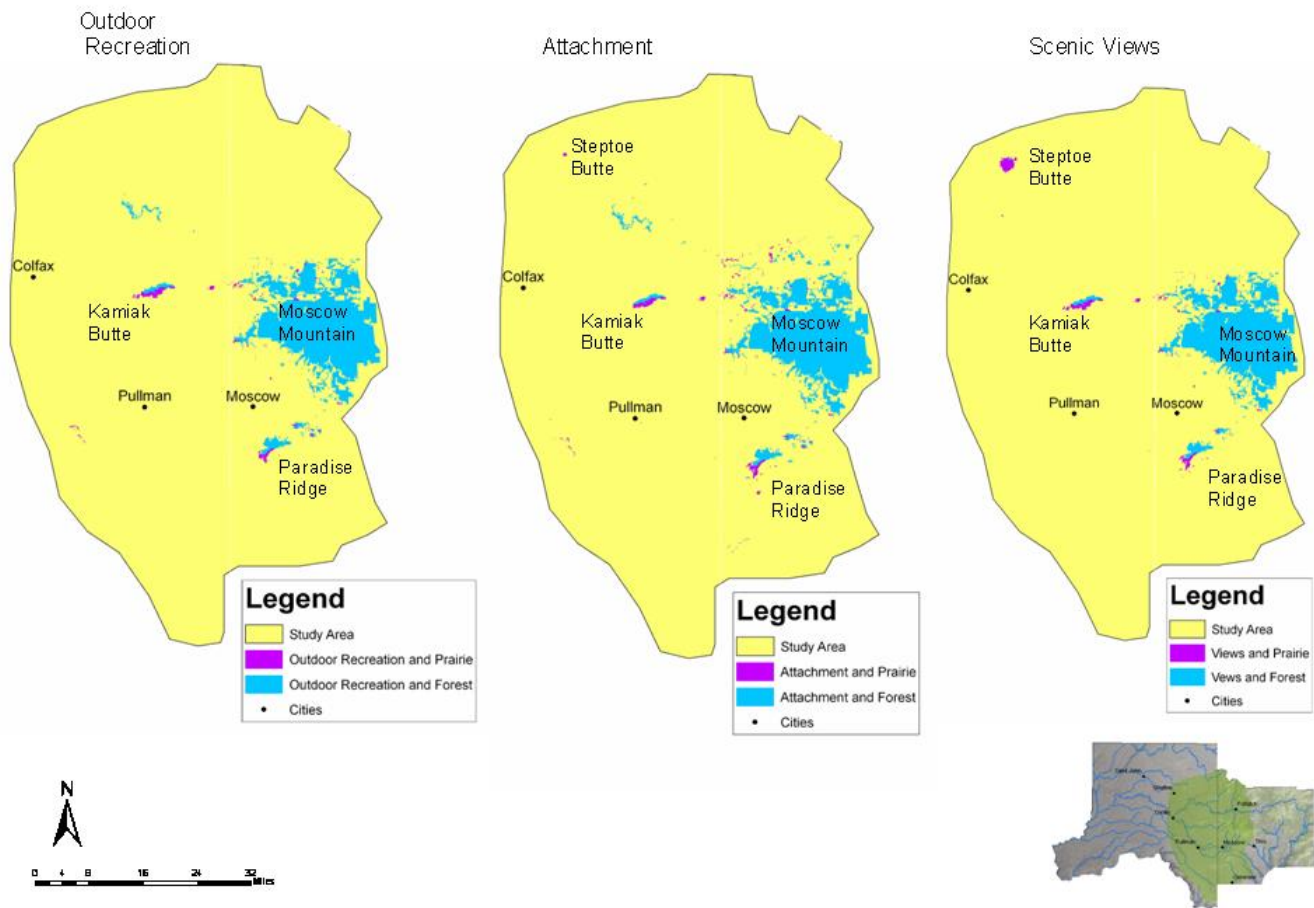 Outdoor
Recreation
Attachment
Scenic Views
Colfax
Kamiak
Butte
Moscow
Mountain
Pullman
Moscow
Paradise
Ridge
Legend
Study Area
Outdoor Recreation and Prairie
Outdoor Recreation and Forest
Cities
Steptoe
Butte
Colfax
Kamiak
Butte
Moscow
Mountain
Pullman
Moscow
Paradise
Ridge
Legend
Study Area
Attachment and Prairie
Attachment and Forest
Cities
Steptoe
Butte
Colfax
Kamiak
Butte
Moscow
Mountain
Pullman
Moscow
Paradise
Ridge
Legend
Study Area
Views and Prairie
Views and Forest
Cities
N
0 4 8 16 24 32
Miles